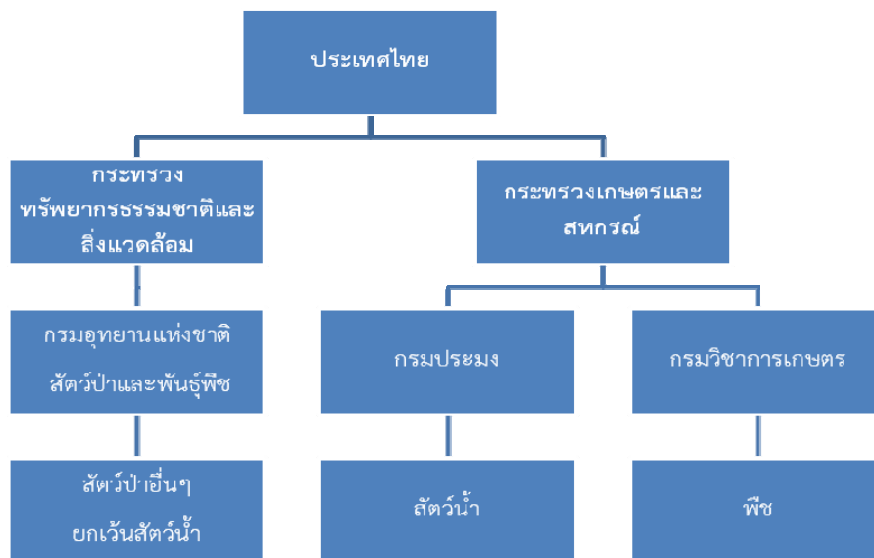 ประเทศไทย
กระทรวง
ทรัพยากรธรรมชาติและ
สิ่งแวดล้อม
กระทรวงเกษตรและ
สหกรณ์
กรมอุทยานแห่งชาติ
สัตว์ป่าและพันธุ์พืช
กรมประมง
กรมวิชาการเกษตร
สัตว์ป่าอื่นๆ
ยกเว้นสัตว์น้ำ
สัตว์น้ำ
พืช